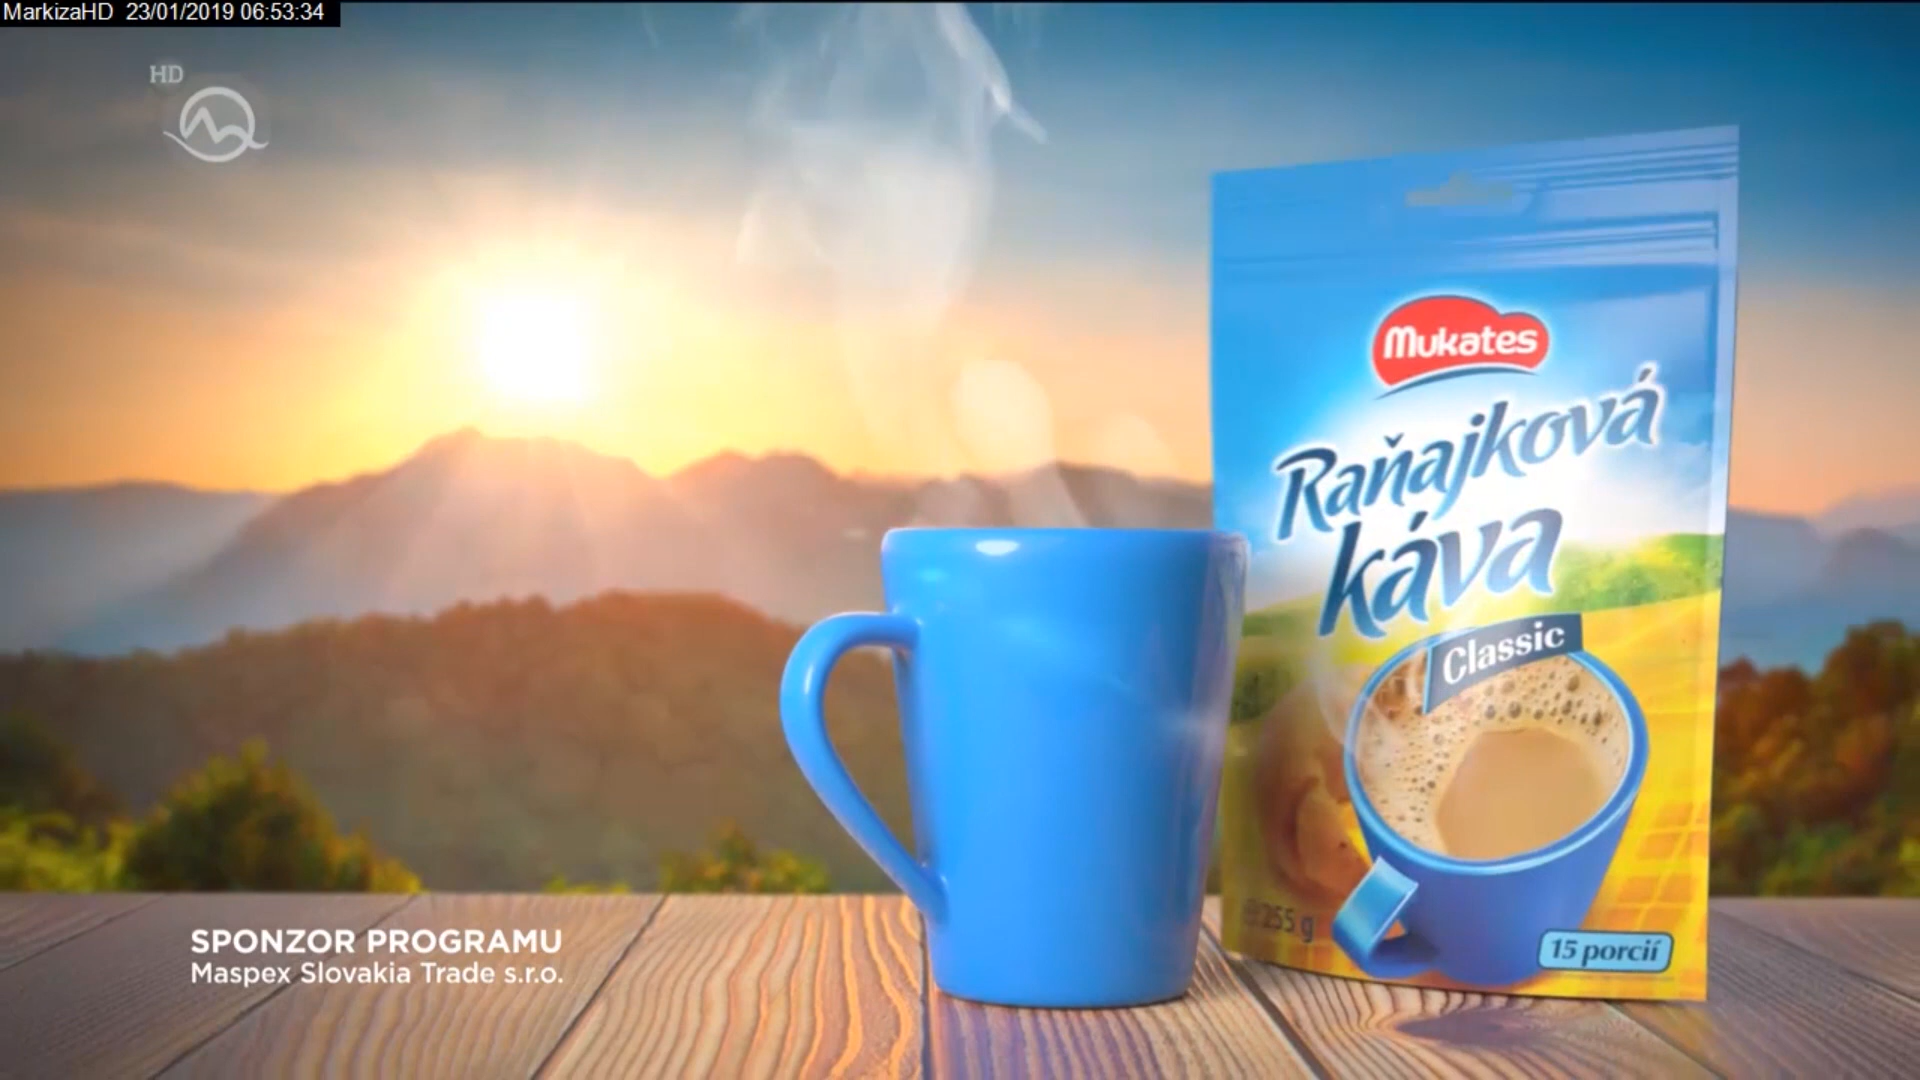 MarkizaHD 23/01/2019 06:53:34
HD
Mukates
Raňajková
káva
Classic
255 g
15 porcií
SPONZOR PROGRAMU
Maspex Slovakia Trade s.r.o.